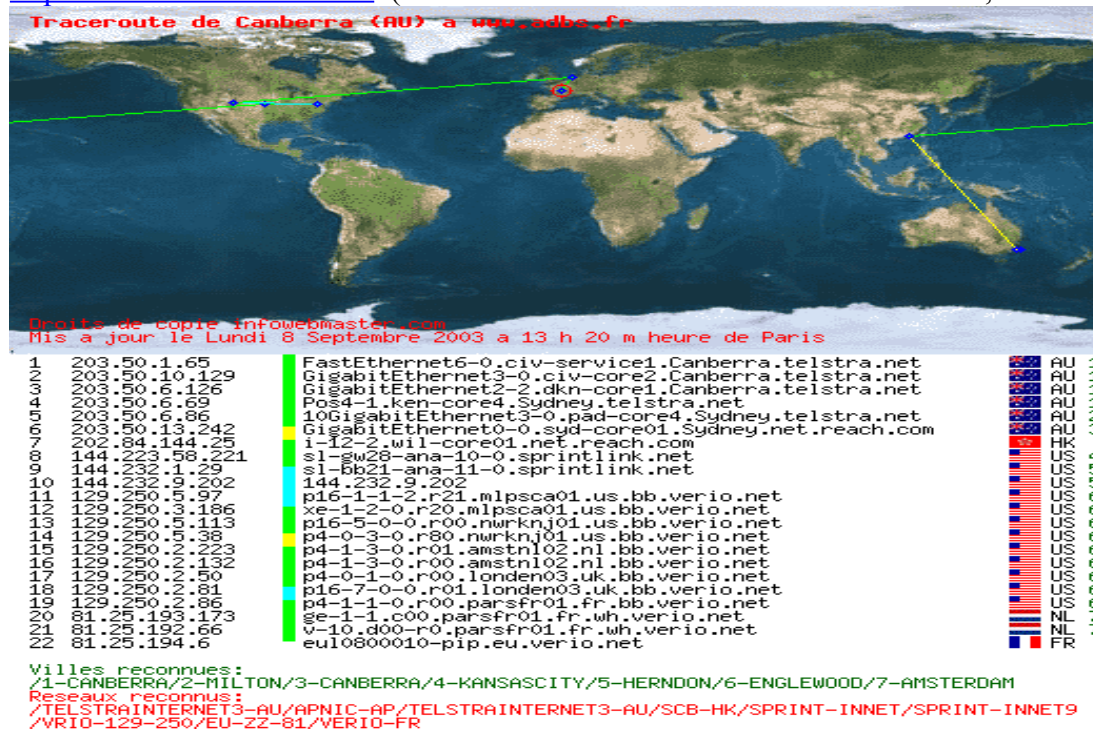 Traceroute de Canberra (AU) a www.adbs.fr
Droits de copie infowebmaster.com
Mis a jour le Lundi 8 Septembre 2003 a 13 h 20 m heure de Paris
1 203.50.1.65 FastEthernet6-0.civ-service1.Canberra.telstra.net AU
2 203.50.10.129 GigabitEthernet3-0.civ-core2.Canberra.telstra.net AU
3 203.50.6.126 GigabitEthernet2-2.dkn-core1.Canberra.telstra.net AU
4 203.50.6.69 Pos4-1.ken-core4.Sydney.telstra.net AU
5 203.50.6.86 10GigabitEthernet3-0.pad-core4.Sydney.telstra.net AU
6 203.50.13.242 GigabitEthernet0-0.syd-core01.Sydney.net.reach.com AU
7 202.84.144.25 i-12-2.wil-core01.net.reach.com HK
8 144.223.58.221 sl-gw28-ana-10-0.sprintlink.net US
9 144.232.1.29 sl-bb21-ana-11-0.sprintlink.net US
10 144.232.9.202 144.232.9.202 US
11 129.250.5.97 p16-1-1-2.r21.mlpsca01.us.bb.verio.net US
12 129.250.3.186 xe-1-2-0.r20.mlpsca01.us.bb.verio.net US
13 129.250.5.113 p16-5-0-0.r00.nwrknj01.us.bb.verio.net US
14 129.250.5.38 p4-0-3-0.r80.nwrknj01.us.bb.verio.net US
15 129.250.2.223 p4-1-3-0.r01.amstnl02.nl.bb.verio.net US
16 129.250.2.132 p4-1-3-0.r00.amstnl02.nl.bb.verio.net US
17 129.250.2.50 p4-0-1-0.r00.londen03.uk.bb.verio.net US
18 129.250.2.81 p16-7-0-0.r01.londen03.uk.bb.verio.net US
19 129.250.2.86 p4-1-1-0.r00.parsfr01.fr.bb.verio.net US
20 81.25.193.173 ge-1-1.c00.parsfr01.fr.wh.verio.net NL
21 81.25.192.66 v-10.d00-r0.parsfr01.fr.wh.verio.net NL
22 81.25.194.6 eu10800010-pip.eu.verio.net FR
Villes reconnues:
/1-CANBERRA/2-MILTON/3-CANBERRA/4-KANSASCITY/5-HERNDON/6-ENGLEWOOD/7-AMSTERDAM
Reseaux reconnus:
/TELSTRAINTERNET3-AU/APNIC-AP/TELSTRAINTERNET3-AU/SCB-HK/SPRINT-INNET/SPRINT-INNET9
/VRIO-129-250/EU-ZZ-81/VERIO-FR